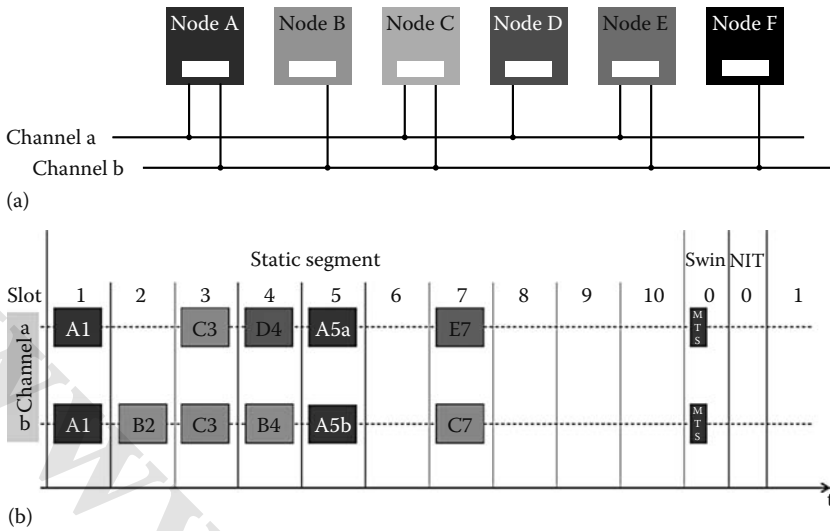 Node A Node B Node C Node D Node E Node F
Channel a
Channel b
(a)
Static segment Swin NIT
Slot 1 2 3 4 5 6 7 8 9 10 0 0 1
b Channel a
A1 C3 D4 A5a E7 MTS
A1 B2 C3 B4 A5b C7 MTS
t
(b)